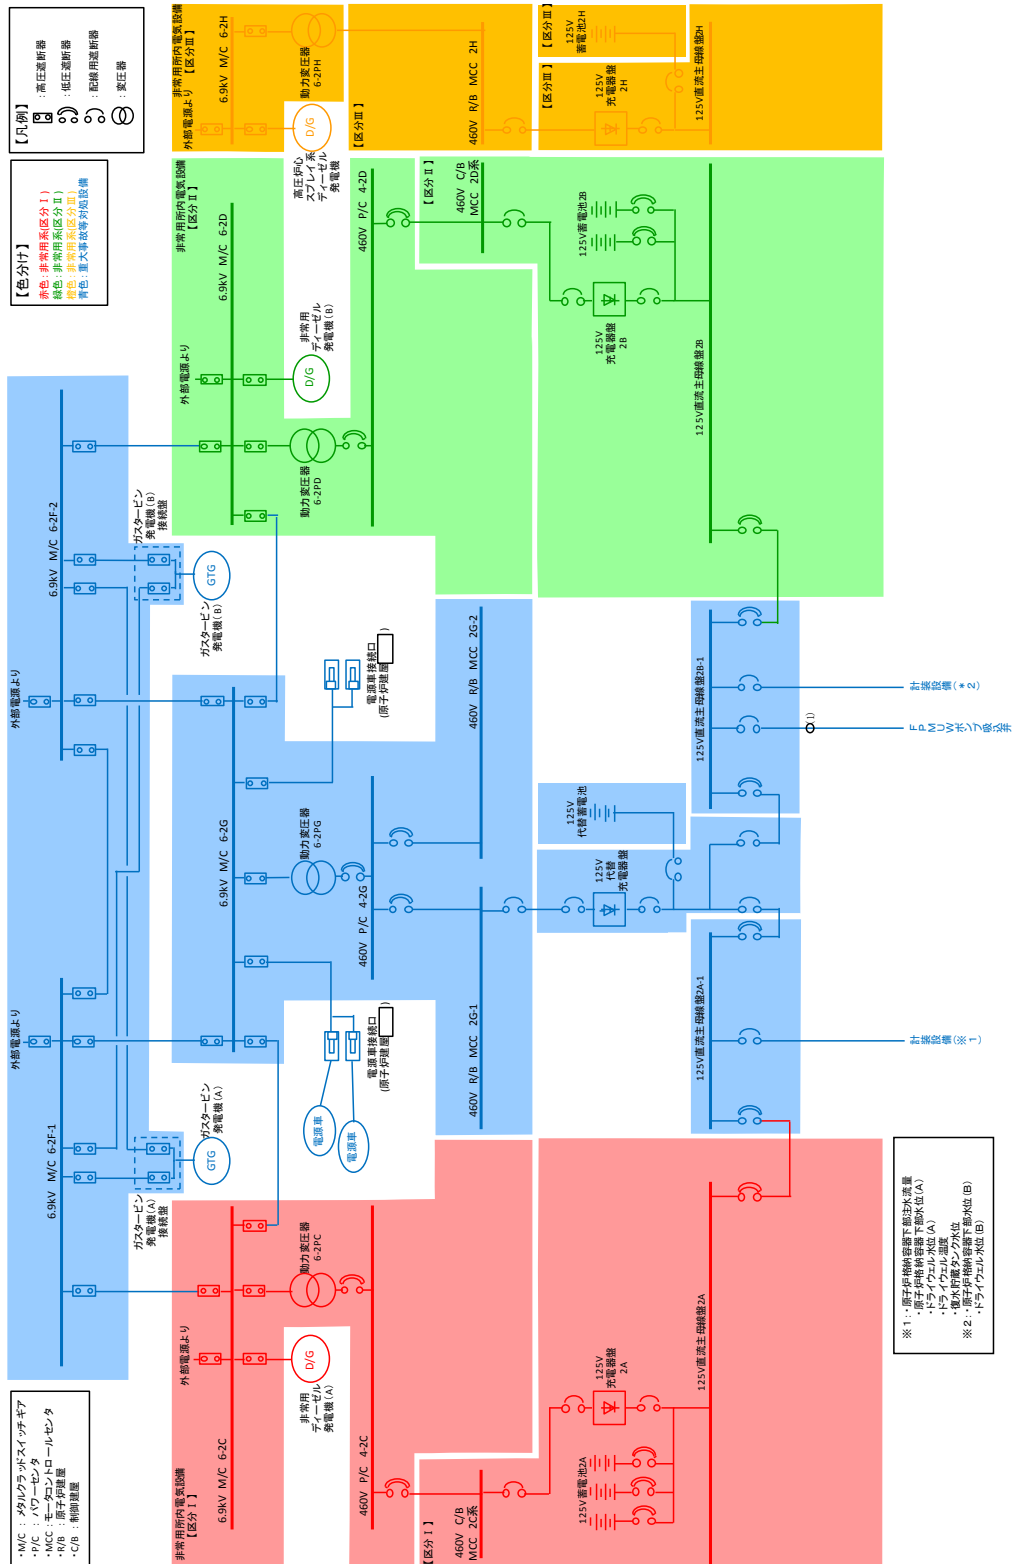 【凡例】
：高圧遮断器
：低圧遮断器
：配線用遮断器
：変圧器
【色分け】
赤色：非常用系(区分Ⅰ)
緑色：非常用系(区分Ⅱ)
橙色：非常用系(区分Ⅲ)
青色：重大事故等対処設備
非常用所内電気設備
【区分Ⅲ】
外部電源より
6.9kV M/C 6-2H
動力変圧器
6-2PH
D/G
高圧炉心
スプレイ系
ディーゼル
発電機
【区分Ⅲ】
460V R/B MCC 2H
【区分Ⅲ】
125V
蓄電池2H
【区分Ⅲ】
125V
充電器盤
2H
125V直流主母線盤2H
非常用所内電気設備
【区分Ⅱ】
6.9kV M/C 6-2D
外部電源より
D/G
非常用
ディーゼル
発電機(B)
動力変圧器
6-2PD
460V P/C 4-2D
【区分Ⅱ】
460V C/B
MCC 2D系
125V蓄電池2B
125V
充電器盤
2B
125V直流主母線盤2B
外部電源より
6.9kV M/C 6-2F-2
ガスタービン
発電機(B)
接続盤
GTG
ガスタービン
発電機(B)
6.9kV M/C 6-2G
電源車接続口
(原子炉建屋 )
動力変圧器
6-2PG
460V P/C 4-2G
460V R/B MCC 2G-2
460V R/B MCC 2G-1
125V
代替蓄電池
125V
代替
充電器盤
125V直流主母線盤2B-1
計装設備(*2)
FPMUWポンプ吸込弁
(1)
125V直流主母線盤2A-1
計装設備(※1)
外部電源より
6.9kV M/C 6-2F-1
ガスタービン
発電機(A)
接続盤
GTG
ガスタービン
発電機(A)
電源車
電源車
電源車接続口
(原子炉建屋 )
非常用所内電気設備
【区分Ⅰ】
6.9kV M/C 6-2C
外部電源より
D/G
非常用
ディーゼル
発電機(A)
動力変圧器
6-2PC
460V P/C 4-2C
【区分Ⅰ】
460V C/B
MCC 2C系
125V蓄電池2A
125V
充電器盤
2A
125V直流主母線盤2A
・M/C ：メタルクラッドスイッチギア
・P/C ：パワーセンタ
・MCC：モータコントロールセンタ
・R/B ：原子炉建屋
・C/B ：制御建屋
※1：・原子炉格納容器下部注水流量
・原子炉格納容器下部水位(A)
・ドライウェル水位(A)
・ドライウェル温度
・復水貯蔵タンク水位
※2：・原子炉格納容器下部水位(B)
・ドライウェル水位(B)